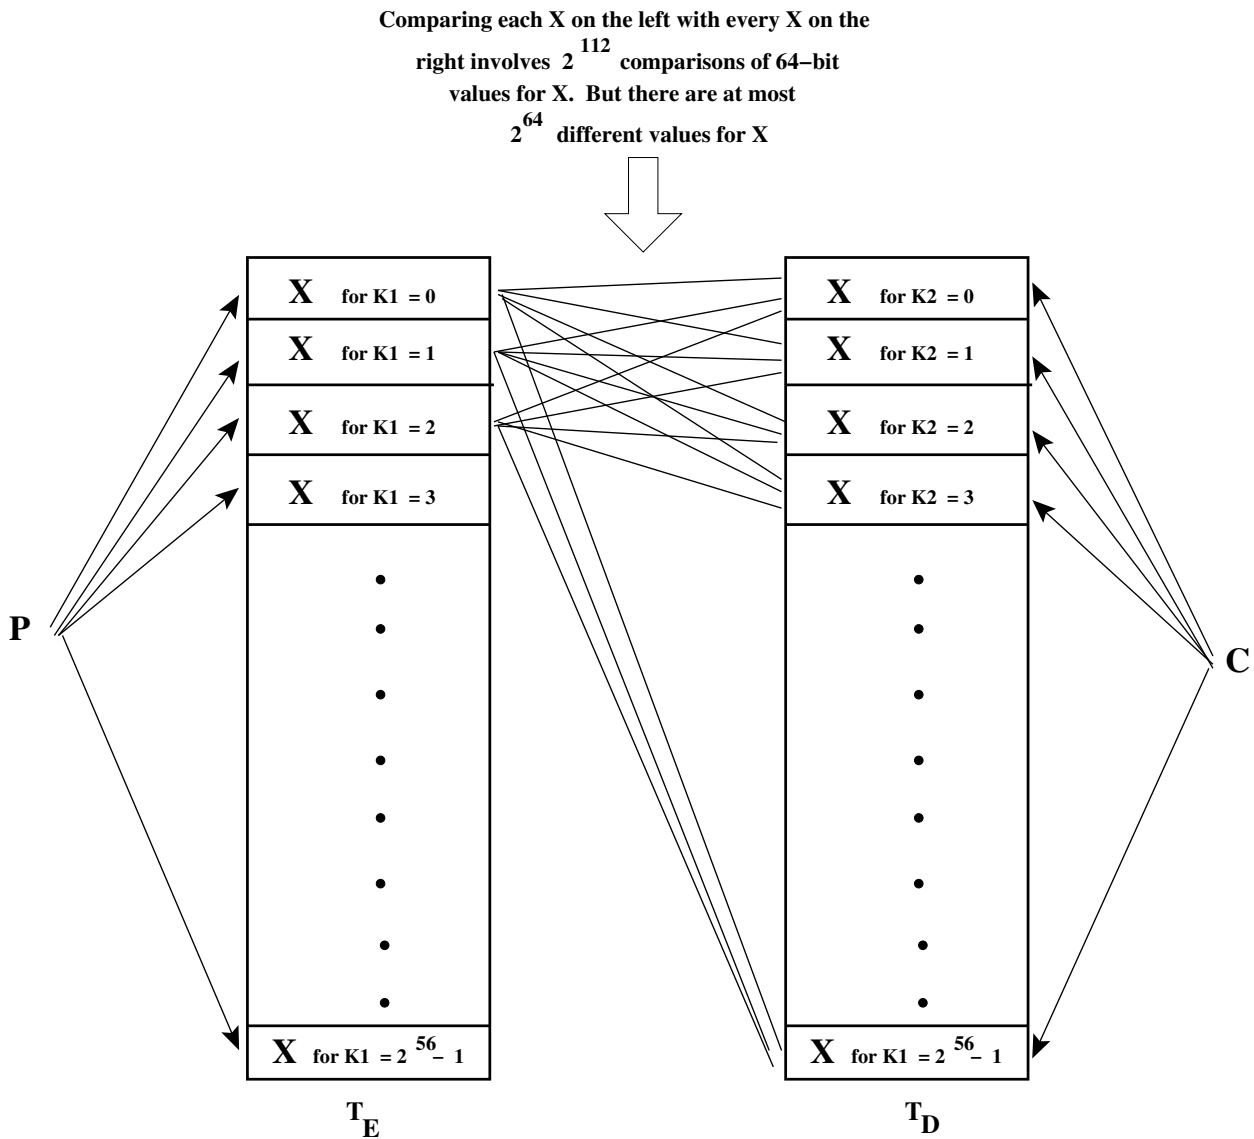 Comparing each X on the left with every X on the
right involves 2^112 comparisons of 64–bit
values for X. But there are at most
2^64 different values for X
X for K1 = 0
X for K2 = 0
X for K1 = 1
X for K2 = 1
X for K1 = 2
X for K2 = 2
X for K1 = 3
X for K2 = 3
P
C
X for K1 = 2^56 – 1
X for K1 = 2^56 – 1
T_E
T_D